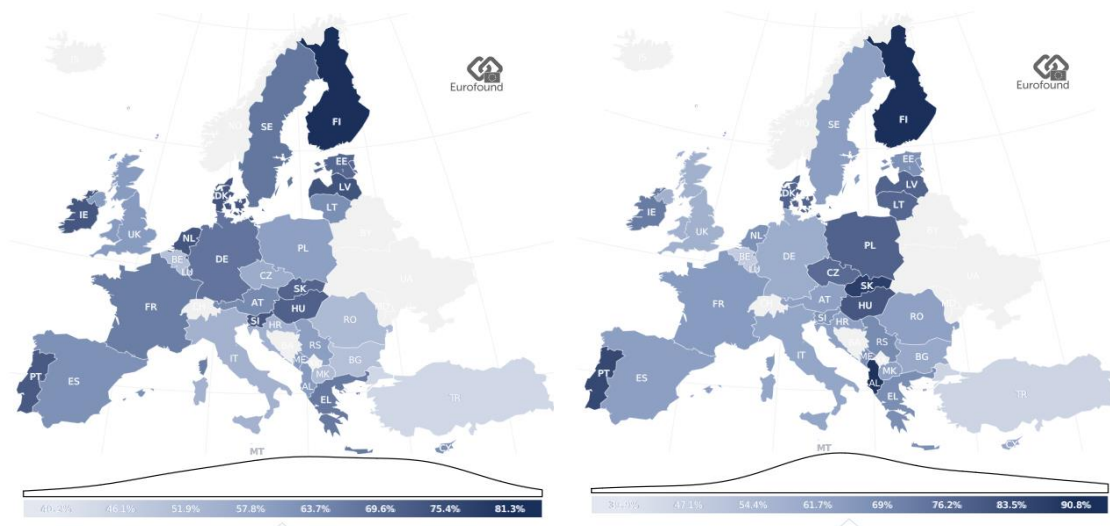 Eurofound
SE
FI
EE
LV
LT
DK
IE
UK
NL
BE
LU
DE
PL
CZ
SK
FR
AT
HU
SI
HR
RO
IT
RS
ME
BG
MK
AL
PT
ES
EL
TR
MT
46.1% 51.9% 57.8% 63.7% 69.6% 75.4% 81.3%
Eurofound
SE
FI
EE
LV
LT
DK
IE
UK
NL
BE
LU
DE
PL
CZ
SK
FR
AT
HU
SI
HR
RO
IT
RS
ME
BG
MK
AL
PT
ES
EL
TR
MT
47.1% 54.4% 61.7% 69% 76.2% 83.5% 90.8%